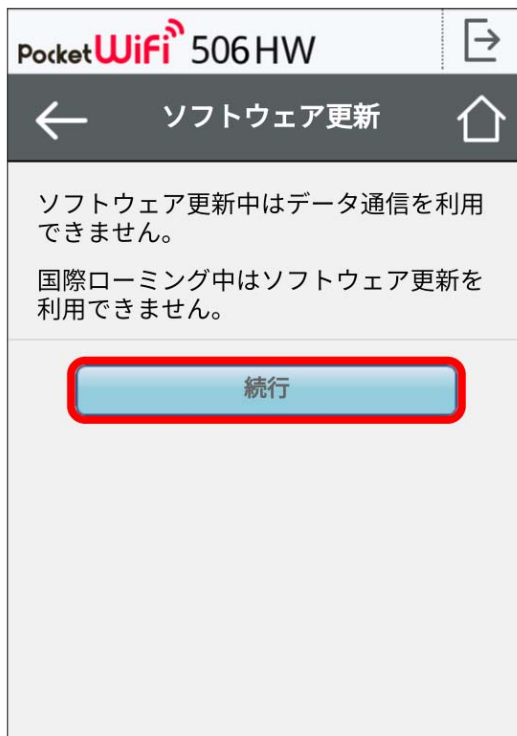 Pocket WiFi 506HW
ソフトウェア更新
ソフトウェア更新中はデータ通信を利用
できません。
国際ローミング中はソフトウェア更新を
利用できません。
続行